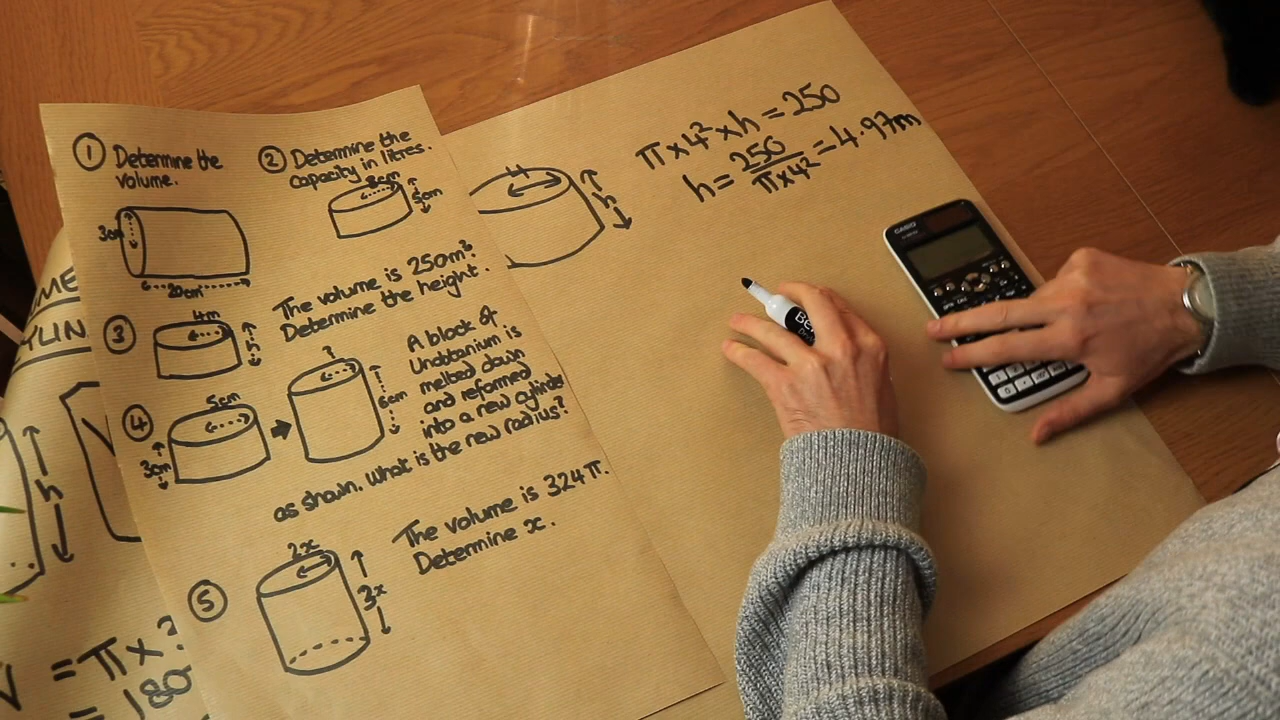 ① Determine the
volume.
3cm
20cm
② Determine the
capacity in litres.
8cm
5cm
③
4m
h
The volume is 250m³.
Determine the height.
④
5cm
3cm
?
6cm
A block of
Unobtanium is
melted down
and reformed
into a new cylinder
as shown. What is the new radius?
⑤
2x
3x
The volume is 324π.
Determine x.
4
h
π×4²×h=250
h=250/π×4²=4.97m
CASIO
ME
YLIN
h
V =π×
=180